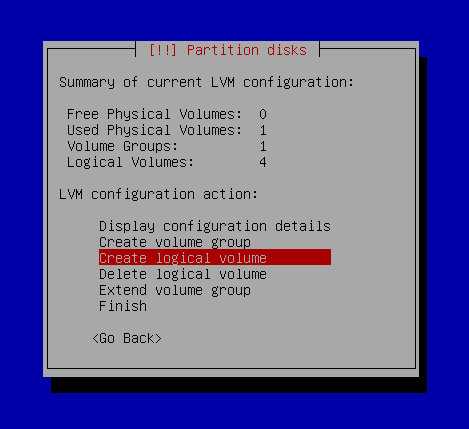 [!!] Partition disks
Summary of current LVM configuration:
Free Physical Volumes: 0
Used Physical Volumes: 1
Volume Groups: 1
Logical Volumes: 4
LVM configuration action:
Display configuration details
Create volume group
Create logical volume
Delete logical volume
Extend volume group
Finish
<Go Back>